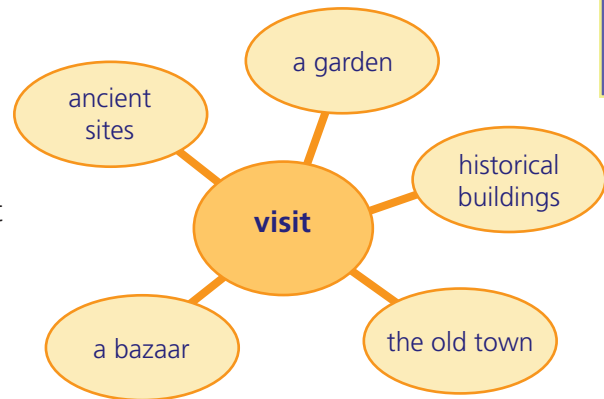 a garden
ancient
sites
historical
buildings
visit
a bazaar
the old town